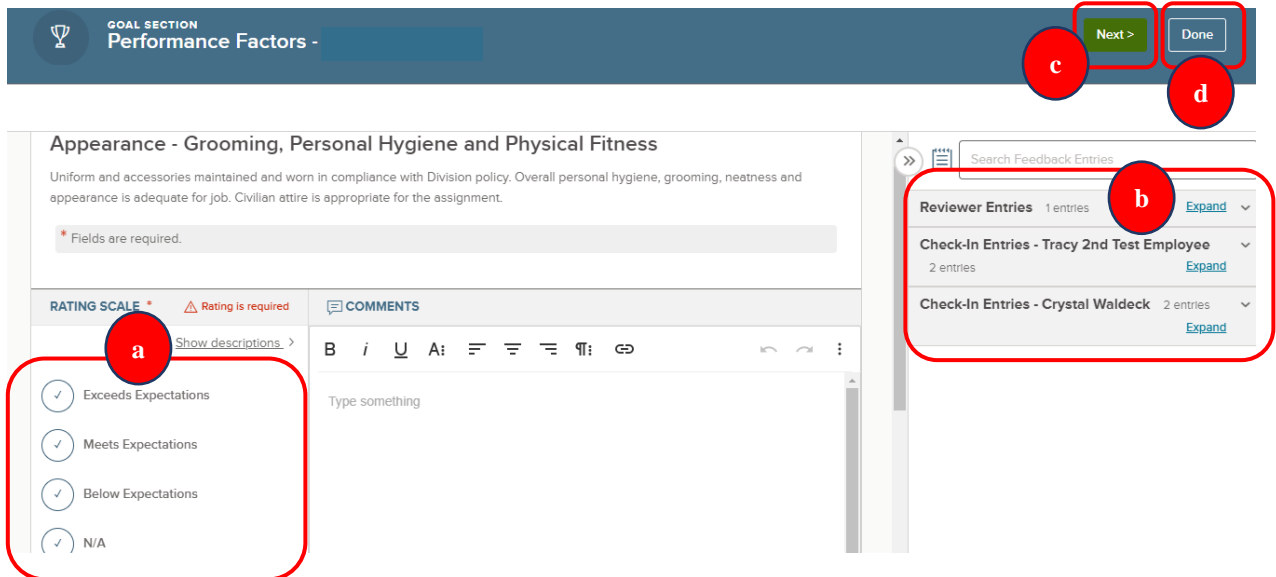 GOAL SECTION
Performance Factors -
Next >
Done
c
d
Appearance - Grooming, Personal Hygiene and Physical Fitness
Uniform and accessories maintained and worn in compliance with Division policy. Overall personal hygiene, grooming, neatness and
appearance is adequate for job. Civilian attire is appropriate for the assignment.
* Fields are required.
Search Feedback Entries
b
Reviewer Entries 1 entries Expand
Check-In Entries - Tracy 2nd Test Employee
2 entries Expand
Check-In Entries - Crystal Waldeck 2 entries
Expand
RATING SCALE * Rating is required
COMMENTS
a
Show descriptions >
B i U A
Exceeds Expectations
Meets Expectations
Below Expectations
N/A
Type something